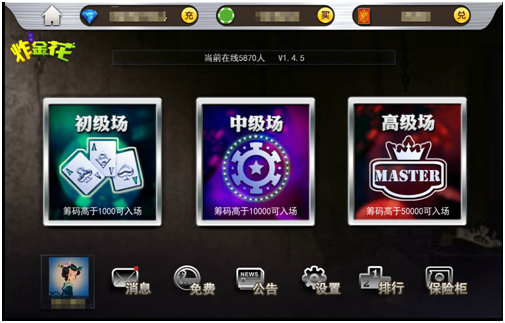 充
买
兑
炸金花
当前在线5870人 V1.4.5
初级场
中级场
高级场
A
A
MASTER
筹码高于1000可入场
筹码高于10000可入场
筹码高于50000可入场
NEWS
1
2
消息
免费
公告
设置
排行
保险柜